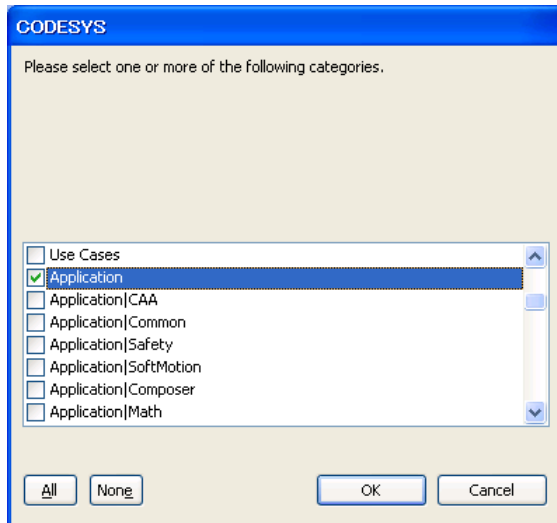 CODESYS
Please select one or more of the following categories.
Use Cases
Application
Application|CAA
Application|Common
Application|Safety
Application|SoftMotion
Application|Composer
Application|Math
All None OK Cancel